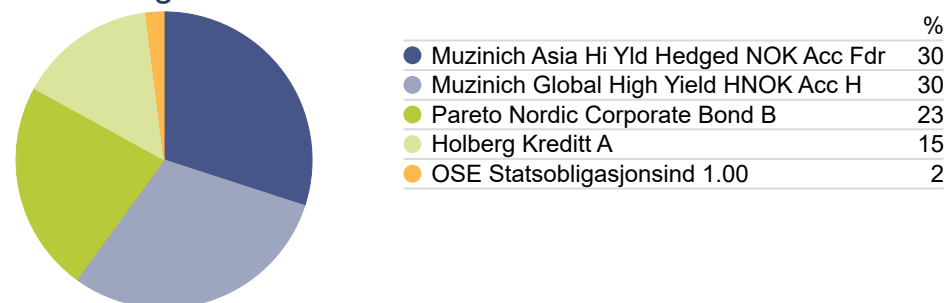 %
Muzinich Asia Hi Yld Hedged NOK Acc Fdr 30
Muzinich Global High Yield HNOK Acc H 30
Pareto Nordic Corporate Bond B 23
Holberg Kreditt A 15
OSE Statsobligasjonsind 1.00 2